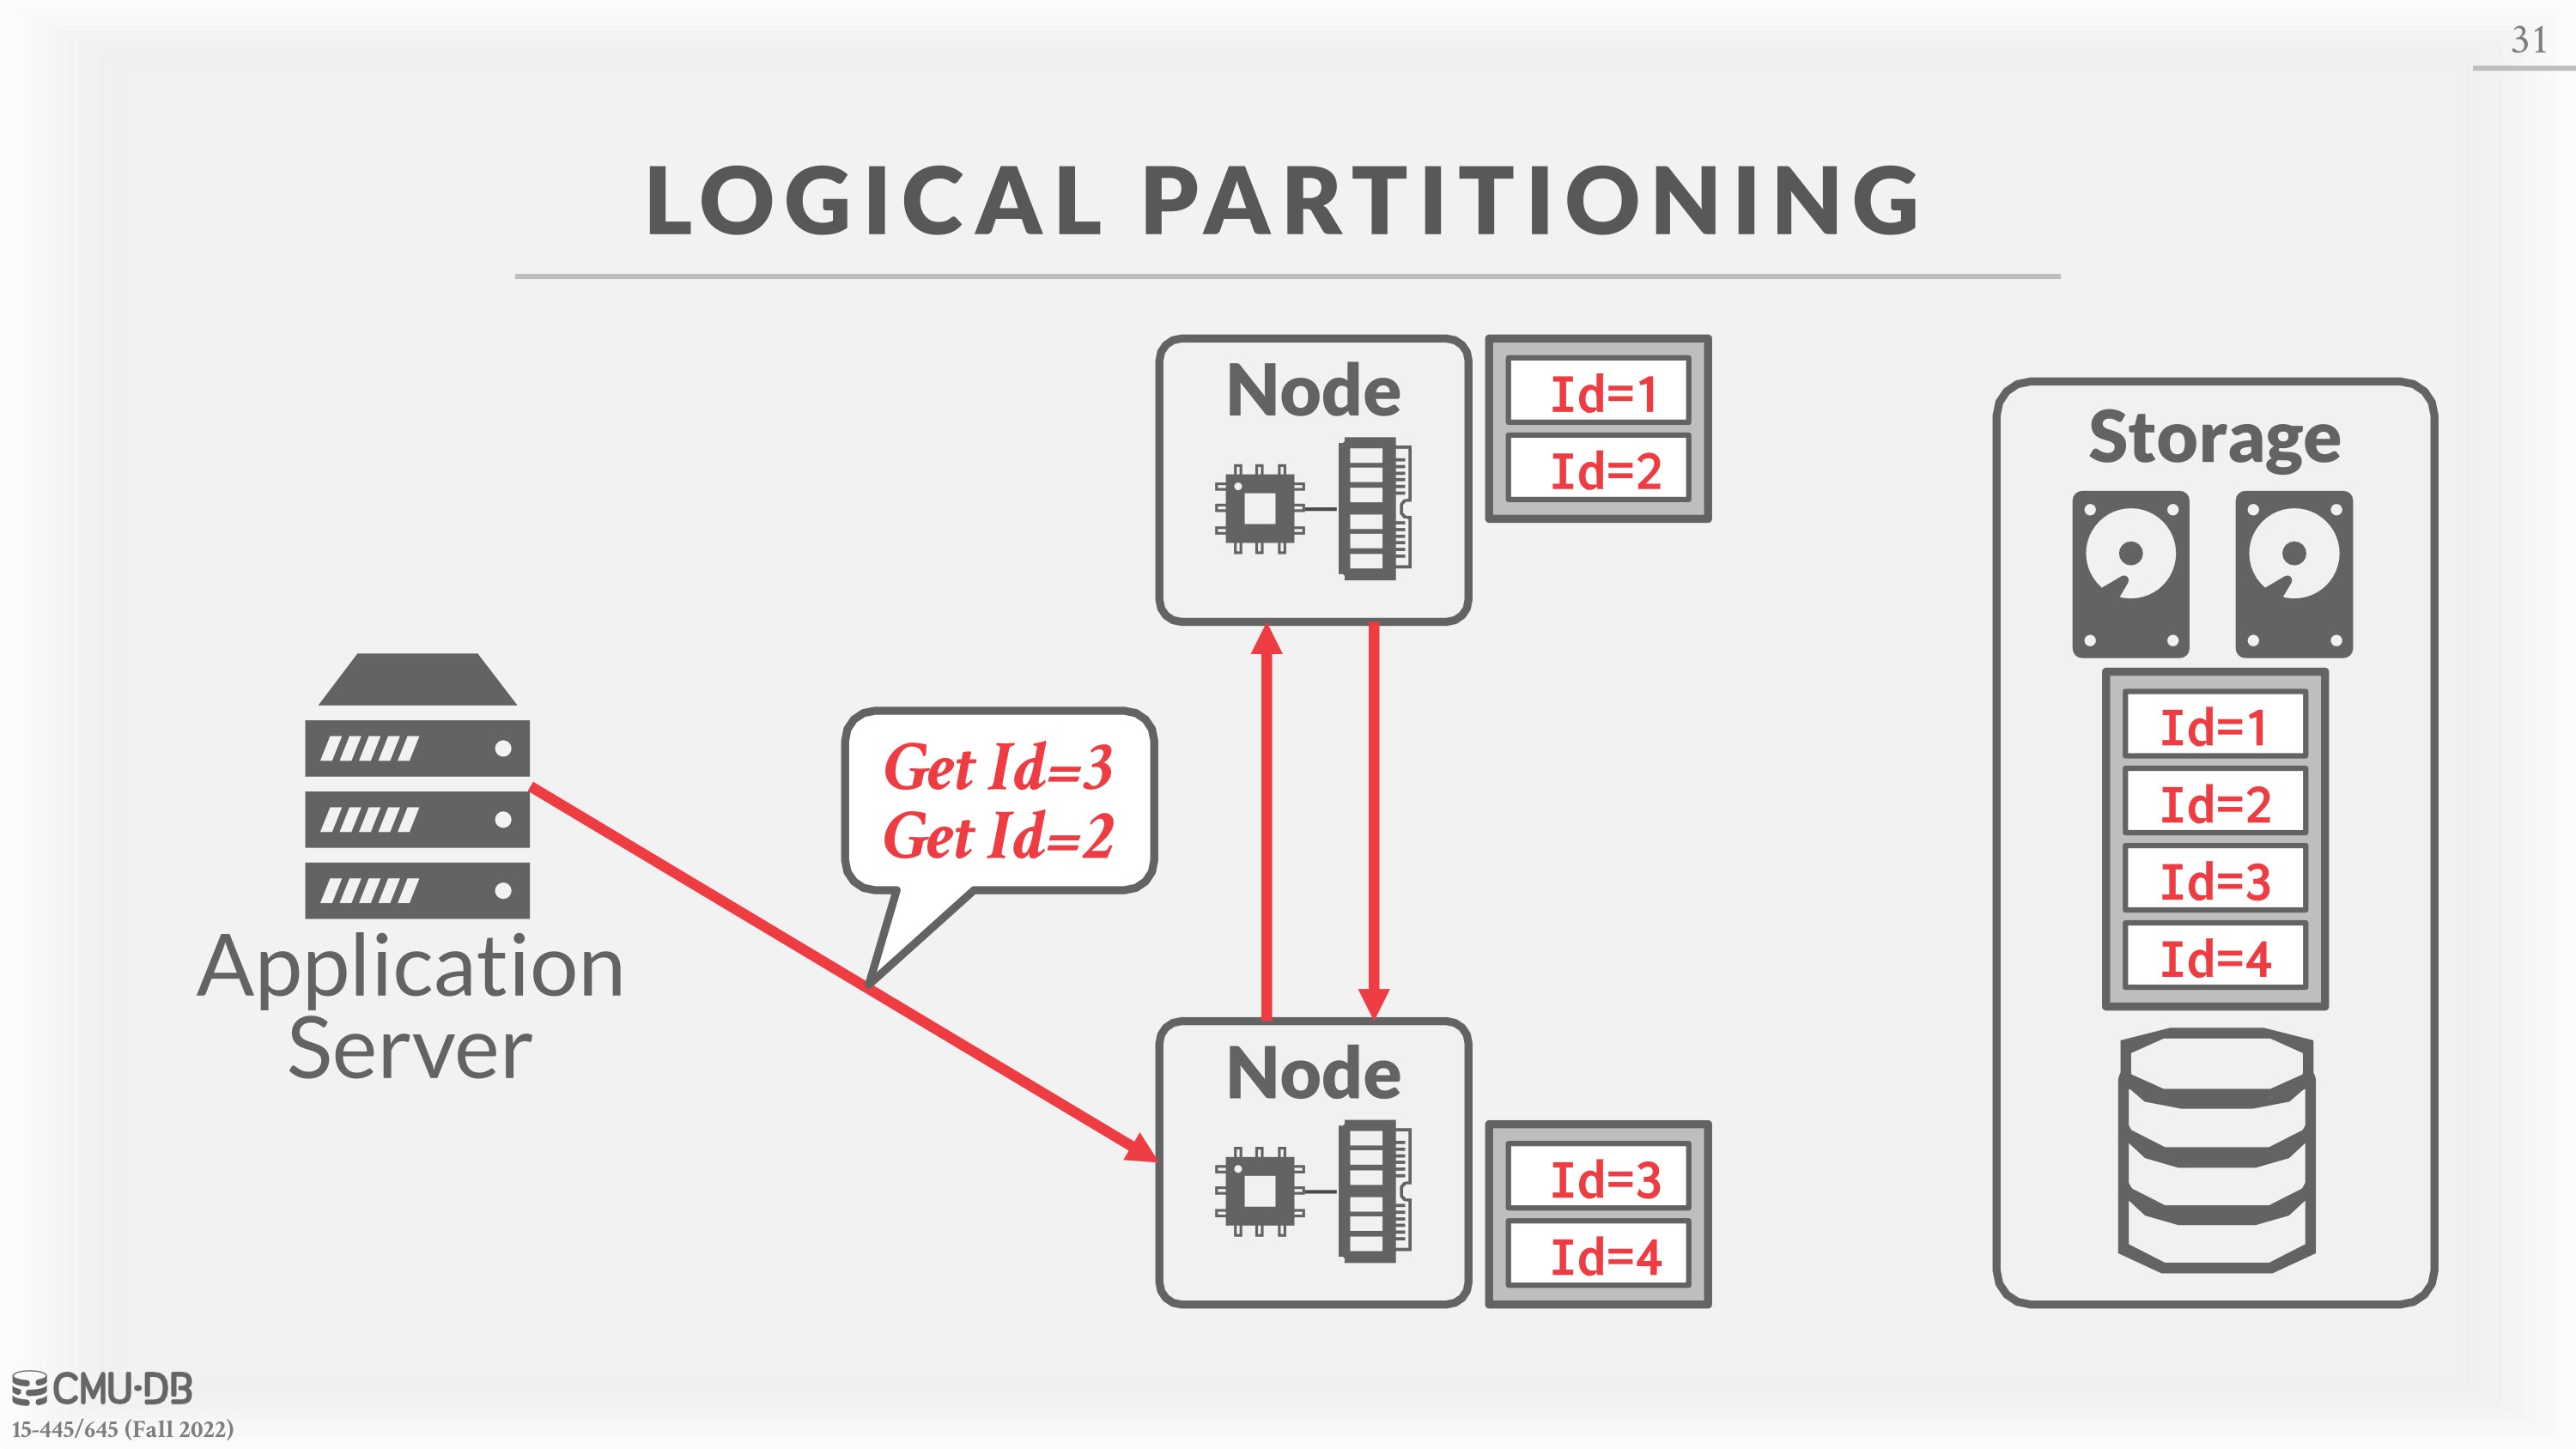 31
LOGICAL PARTITIONING
Node
Id=1
Id=2
Storage
Id=1
Id=2
Id=3
Id=4
Application
Server
Get Id=3
Get Id=2
Node
Id=3
Id=4
CMU·DB
15-445/645 (Fall 2022)